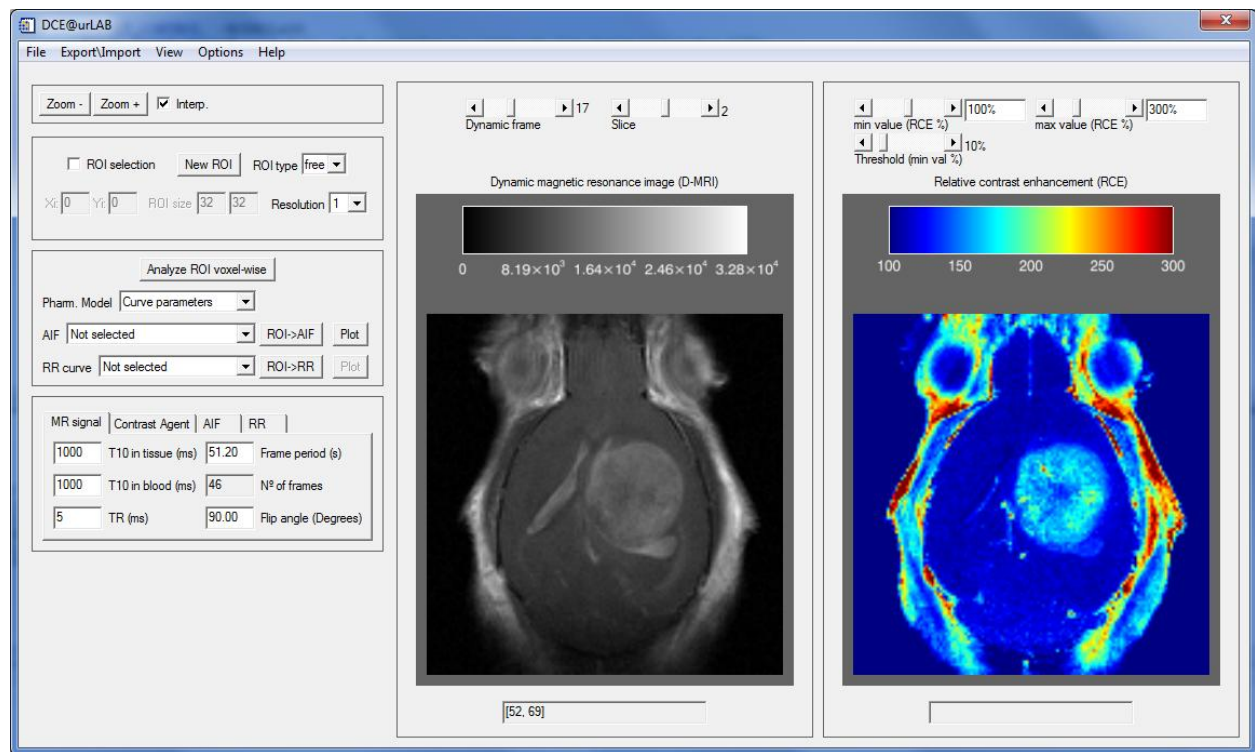 DCE@urLAB
File Export\Import View Options Help
Zoom - Zoom + Interp.
ROI selection New ROI ROI type free
Xi: 0 Yi: 0 ROI size 32 32 Resolution 1
Analyze ROI voxel-wise
Pharm. Model Curve parameters
AIF Not selected ROI->AIF Plot
RR curve Not selected ROI->RR Plot
MR signal Contrast Agent AIF RR
1000 T10 in tissue (ms) 51.20 Frame period (s)
1000 T10 in blood (ms) 46 Nº of frames
5 TR (ms) 90.00 Flip angle (Degrees)
17 2
Dynamic frame Slice
Dynamic magnetic resonance image (D-MRI)
0 8.19×10³ 1.64×10⁴ 2.46×10⁴ 3.28×10⁴
[52, 69]
100% 300%
min value (RCE %) max value (RCE %)
10%
Threshold (min val %)
Relative contrast enhancement (RCE)
100 150 200 250 300